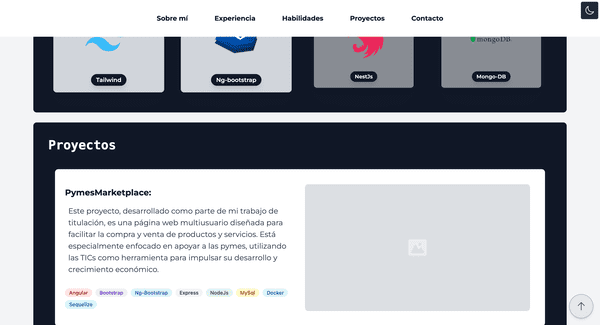 Sobre mí Experiencia Habilidades Proyectos Contacto
mongoDB
Tailwind Ng-bootstrap NestJs Mongo-DB
Proyectos
PymesMarketplace:
Este proyecto, desarrollado como parte de mi trabajo de
titulación, es una página web multiusuario diseñada para
facilitar la compra y venta de productos y servicios. Está
especialmente enfocado en apoyar a las pymes, utilizando
las TICs como herramienta para impulsar su desarrollo y
crecimiento económico.
Angular Bootstrap Ng-Bootstrap Express NodeJs MySql Docker
Sequelize